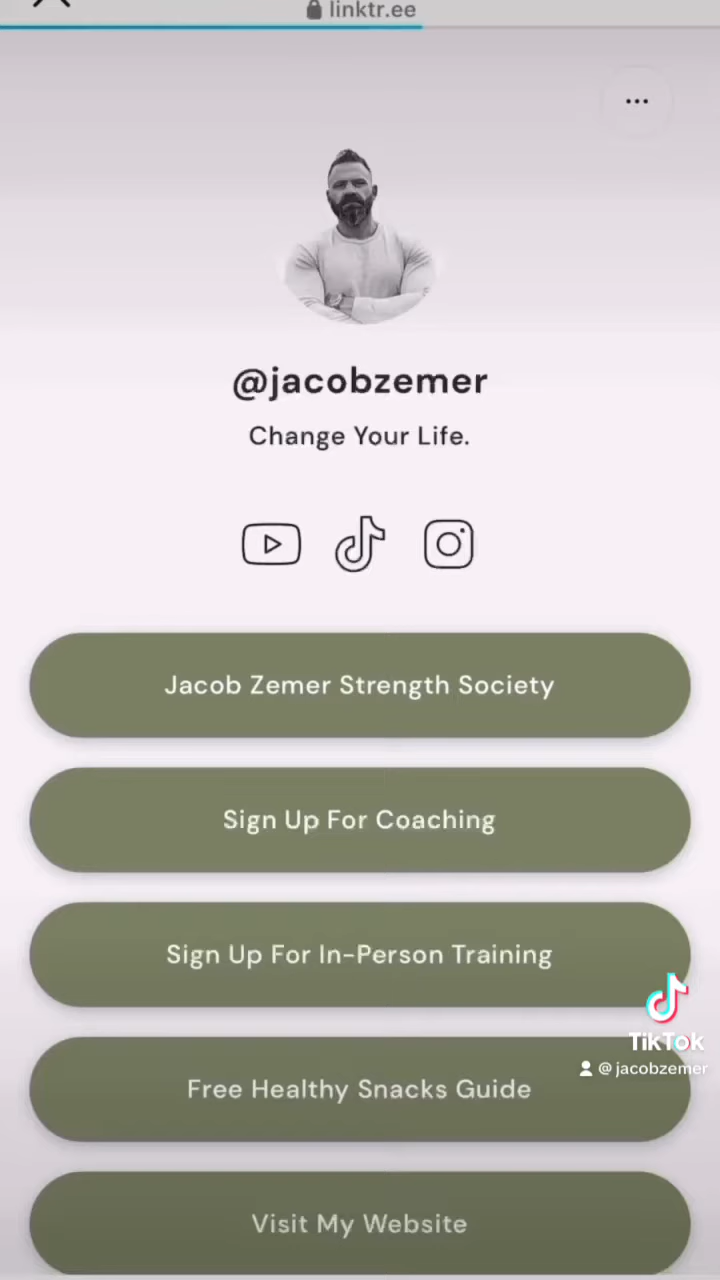 linktr.ee
@jacobzemer
Change Your Life.
Jacob Zemer Strength Society
Sign Up For Coaching
Sign Up For In-Person Training
Free Healthy Snacks Guide
Visit My Website
TikTok
@jacobzemer